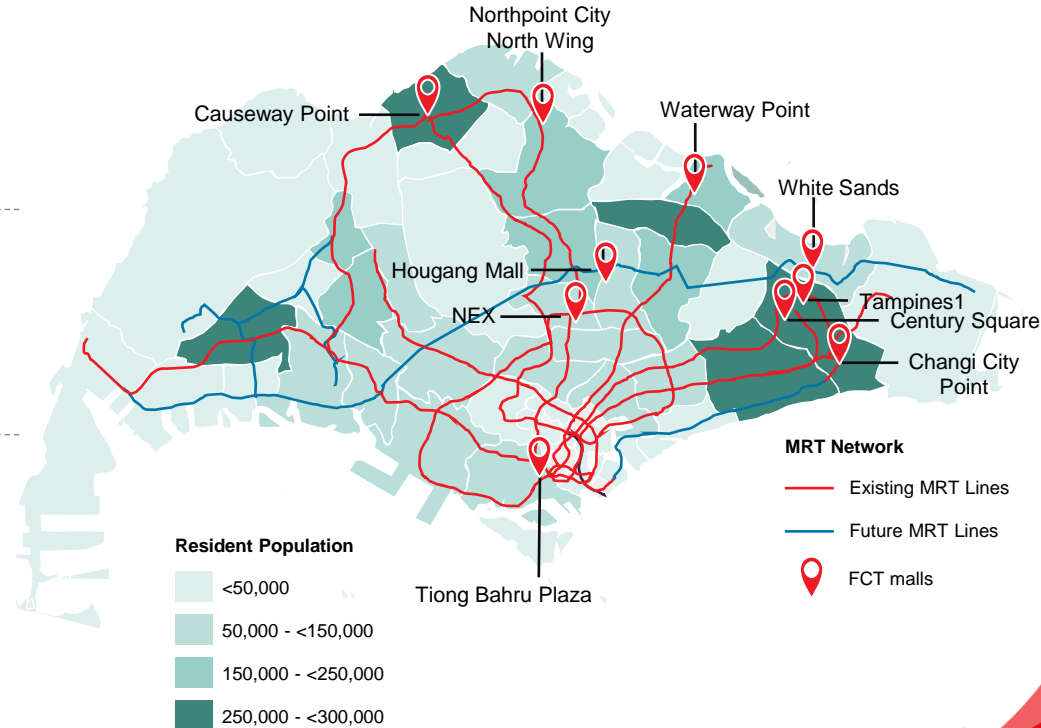 Northpoint City
North Wing
Causeway Point
Waterway Point
White Sands
Hougang Mall
NEX
Tampines1
Century Square
Changi City
Point
Tiong Bahru Plaza
MRT Network
Existing MRT Lines
Future MRT Lines
FCT malls
Resident Population
<50,000
50,000 - <150,000
150,000 - <250,000
250,000 - <300,000